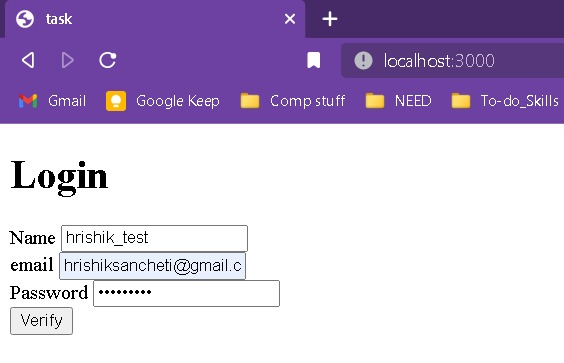 task
localhost:3000
Gmail Google Keep Comp stuff NEED To-do_Skills
Login
Name hrishik_test
email hrishiksancheti@gmail.c
Password •••••••••
Verify